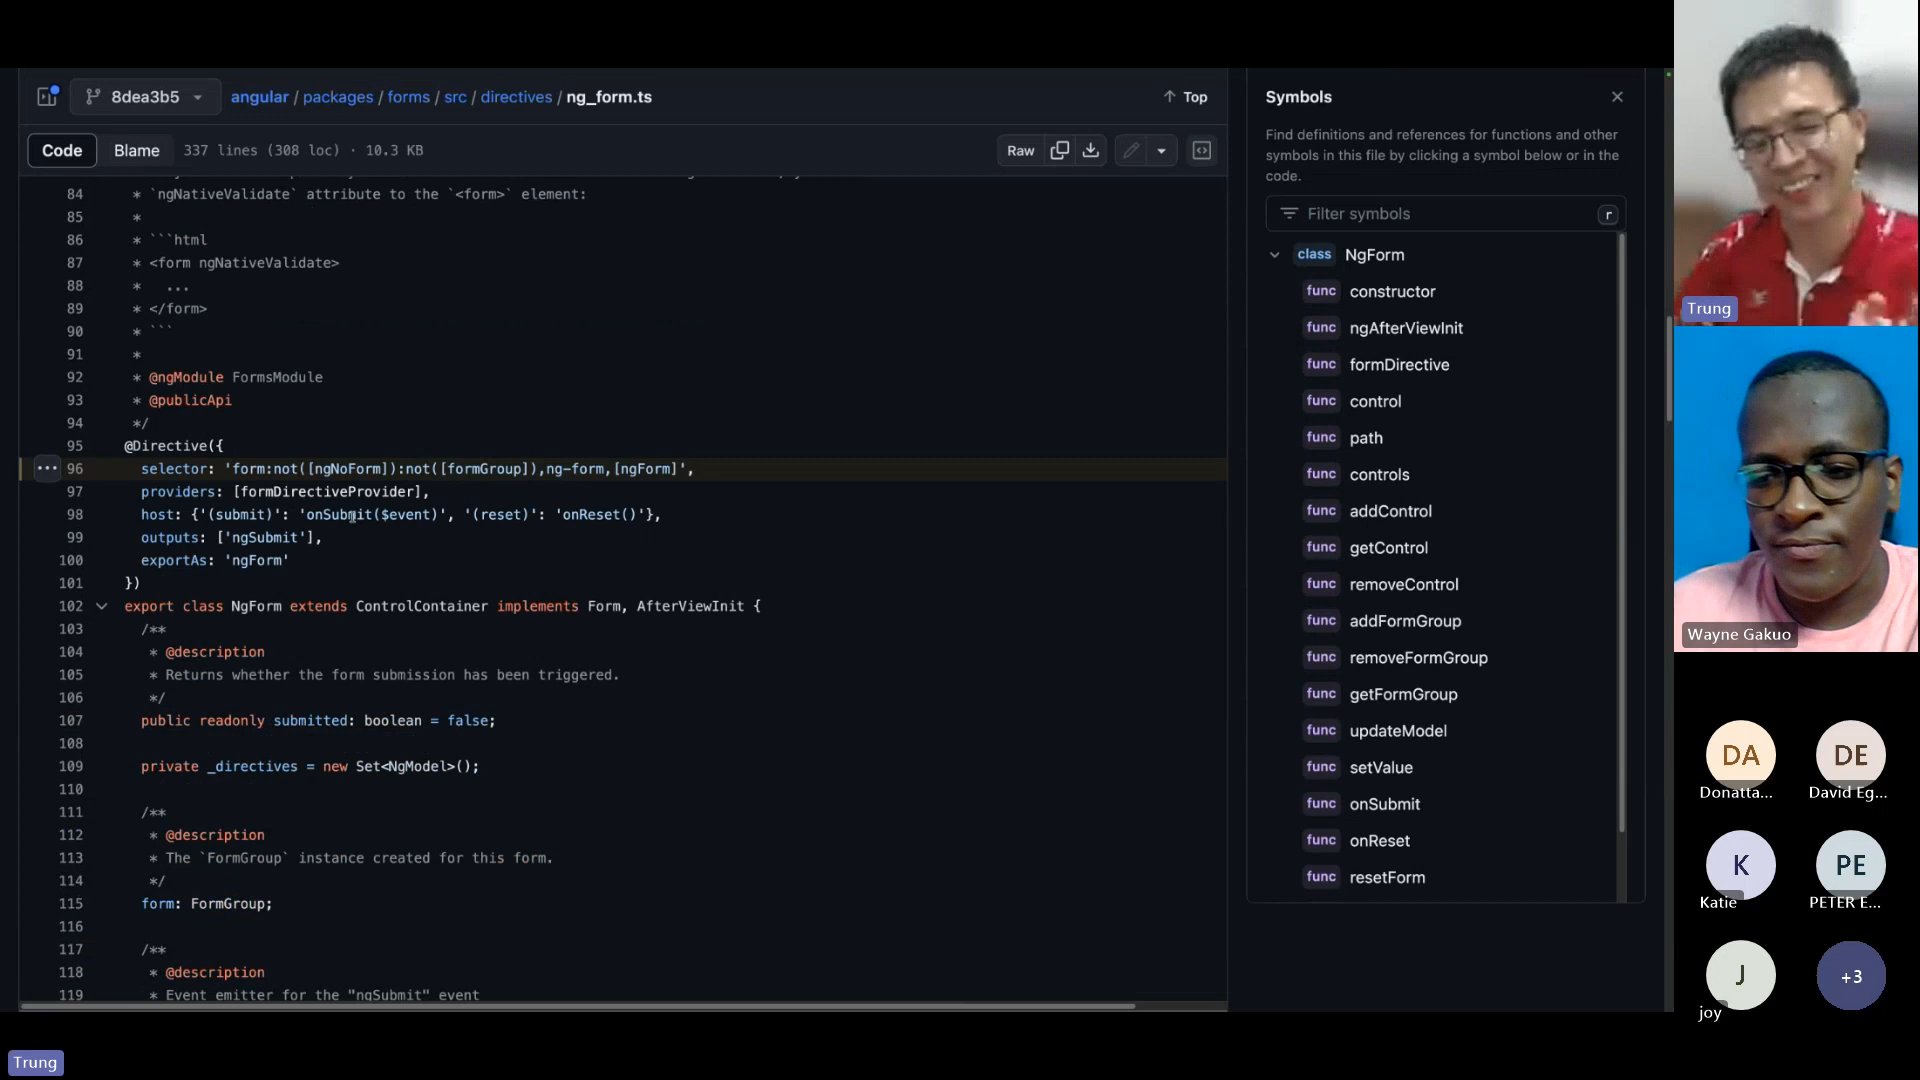 8dea3b5
angular / packages / forms / src / directives / ng_form.ts
Top
Code
Blame
337 lines (308 loc) · 10.3 KB
Raw
84 * `ngNativeValidate` attribute to the `<form>` element:
85 *
86 * ```html
87 * <form ngNativeValidate>
88 *   ...
89 * </form>
90 * ```
91 *
92 * @ngModule FormsModule
93 * @publicApi
94 */
95 @Directive({
96 selector: 'form:not([ngNoForm]):not([formGroup]),ng-form,[ngForm]',
97 providers: [formDirectiveProvider],
98 host: {'(submit)': 'onSubmit($event)', '(reset)': 'onReset()'},
99 outputs: ['ngSubmit'],
100 exportAs: 'ngForm'
101 })
102 export class NgForm extends ControlContainer implements Form, AfterViewInit {
103 /**
104 * @description
105 * Returns whether the form submission has been triggered.
106 */
107 public readonly submitted: boolean = false;
108
109 private _directives = new Set<NgModel>();
110
111 /**
112 * @description
113 * The `FormGroup` instance created for this form.
114 */
115 form: FormGroup;
116
117 /**
118 * @description
119 * Event emitter for the "ngSubmit" event
Symbols
Find definitions and references for functions and other
symbols in this file by clicking a symbol below or in the
code.
Filter symbols
r
class NgForm
func constructor
func ngAfterViewInit
func formDirective
func control
func path
func controls
func addControl
func getControl
func removeControl
func addFormGroup
func removeFormGroup
func getFormGroup
func updateModel
func setValue
func onSubmit
func onReset
func resetForm
Trung
Wayne Gakuo
DA
Donatta...
DE
David Eg...
K
Katie
PE
PETER E...
J
joy
+3
Trung